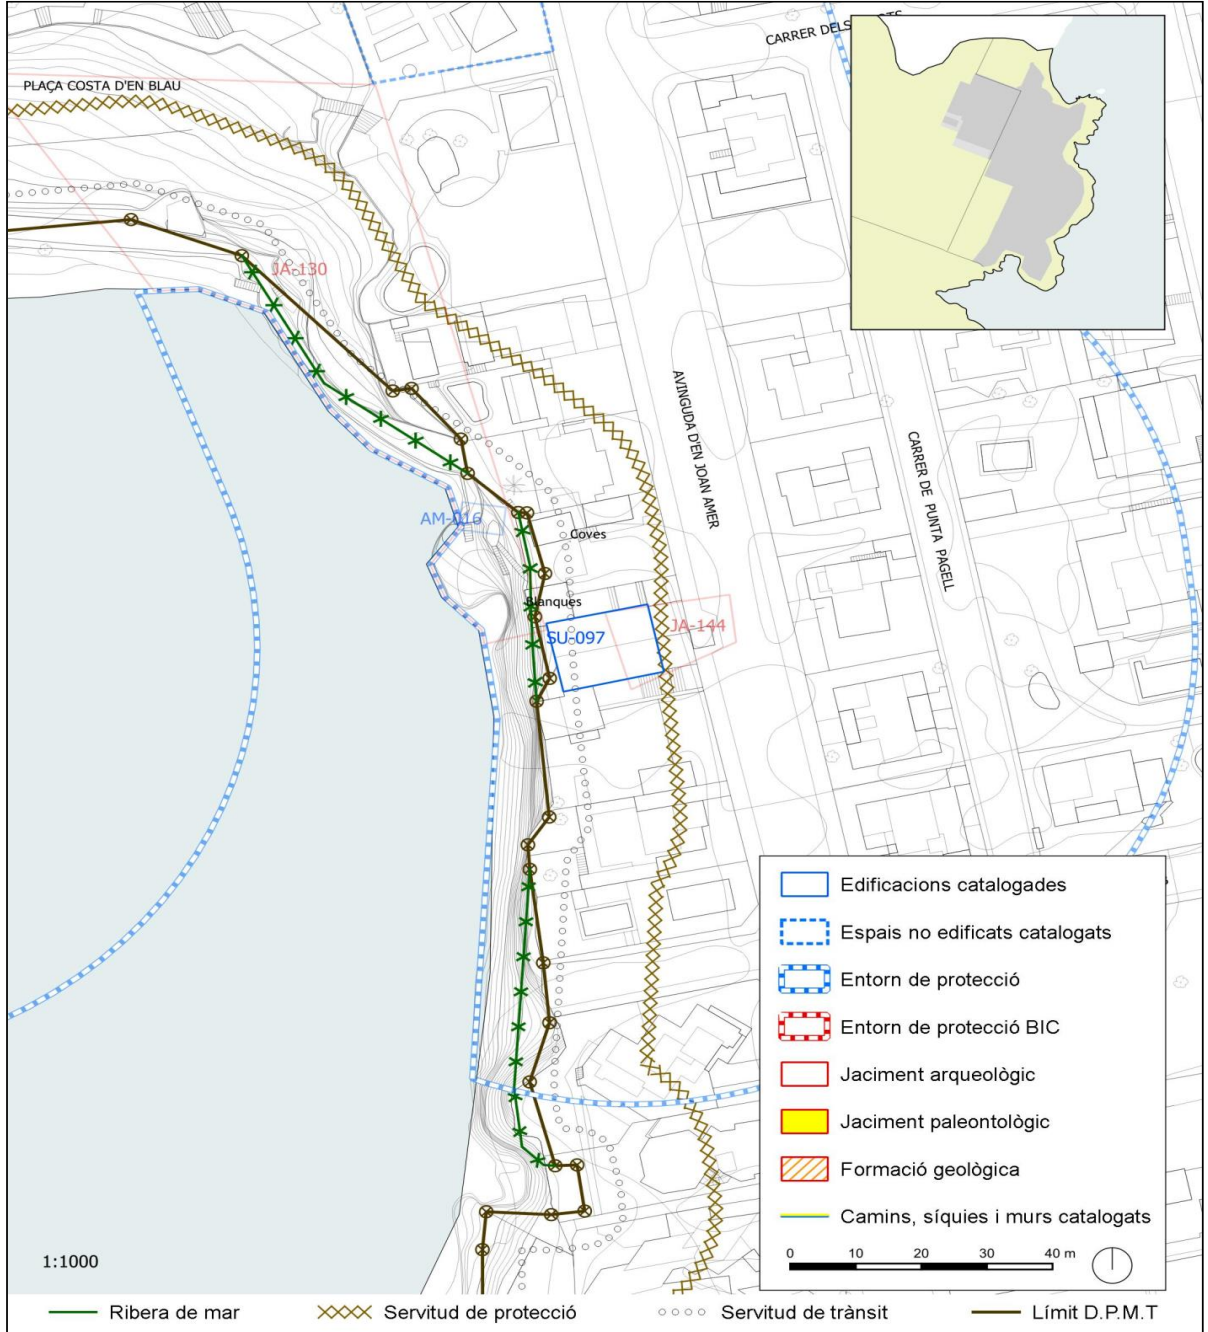 CARRER DELS
PLAÇA COSTA D'EN BLAU
JA-130
AVINGUDA D'EN JOAN AMER
CARRER DE PUNTA PAGELL
AM-016
Coves
Blanques
SU-097
JA-144
Edificacions catalogades
Espais no edificats catalogats
Entorn de protecció
Entorn de protecció BIC
Jaciment arqueològic
Jaciment paleontològic
Formació geològica
Camins, síquies i murs catalogats
0 10 20 30 40 m
1:1000
Ribera de mar
Servitud de protecció
Servitud de trànsit
Límit D.P.M.T